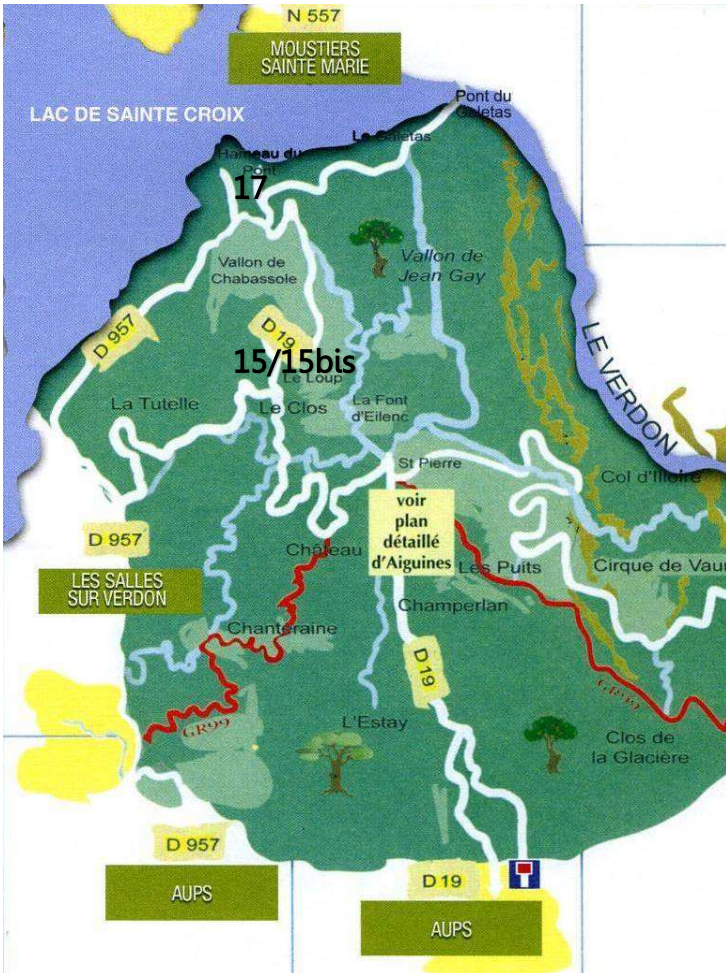 N 557
MOUSTIERS
SAINTE MARIE
LAC DE SAINTE CROIX
Pont du
Galetas
Le Galetas
Hameau du
Pont
17
Vallon de
Chabassole
Vallon de
Jean Gay
D 957
D 19
15/15bis
LE VERDON
Le Loup
La Tutelle
Le Clos
La Font
d'Eilenc
St Pierre
Col d'Illoire
voir
plan
détaillé
d'Aiguines
D 957
Château
Les Puits
Cirque de Vau
LES SALLES
SUR VERDON
Champerlan
Chanteraine
D 19
GR99
GR99
L'Estay
Clos de
la Glacière
D 957
D 19
AUPS
AUPS